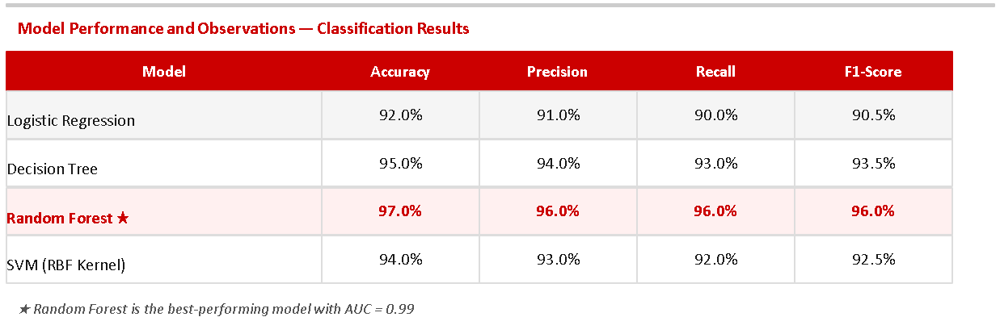 Model Performance and Observations — Classification Results
Model Accuracy Precision Recall F1-Score
Logistic Regression 92.0% 91.0% 90.0% 90.5%
Decision Tree 95.0% 94.0% 93.0% 93.5%
Random Forest ★ 97.0% 96.0% 96.0% 96.0%
SVM (RBF Kernel) 94.0% 93.0% 92.0% 92.5%
★ Random Forest is the best-performing model with AUC = 0.99